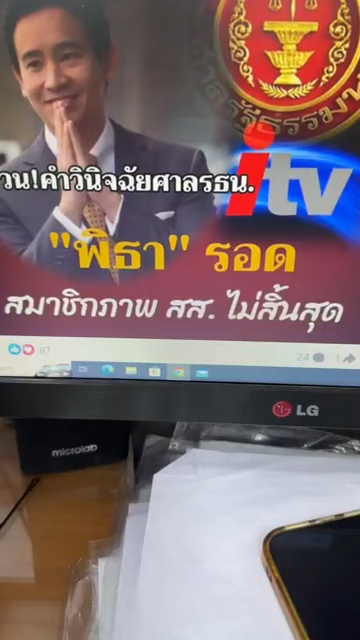 วน!คำวินิจฉัยศาลรธน.
itv
"พิธา" รอด
สมาชิกภาพ สส. ไม่สิ้นสุด
87
24
1
LG
microlab